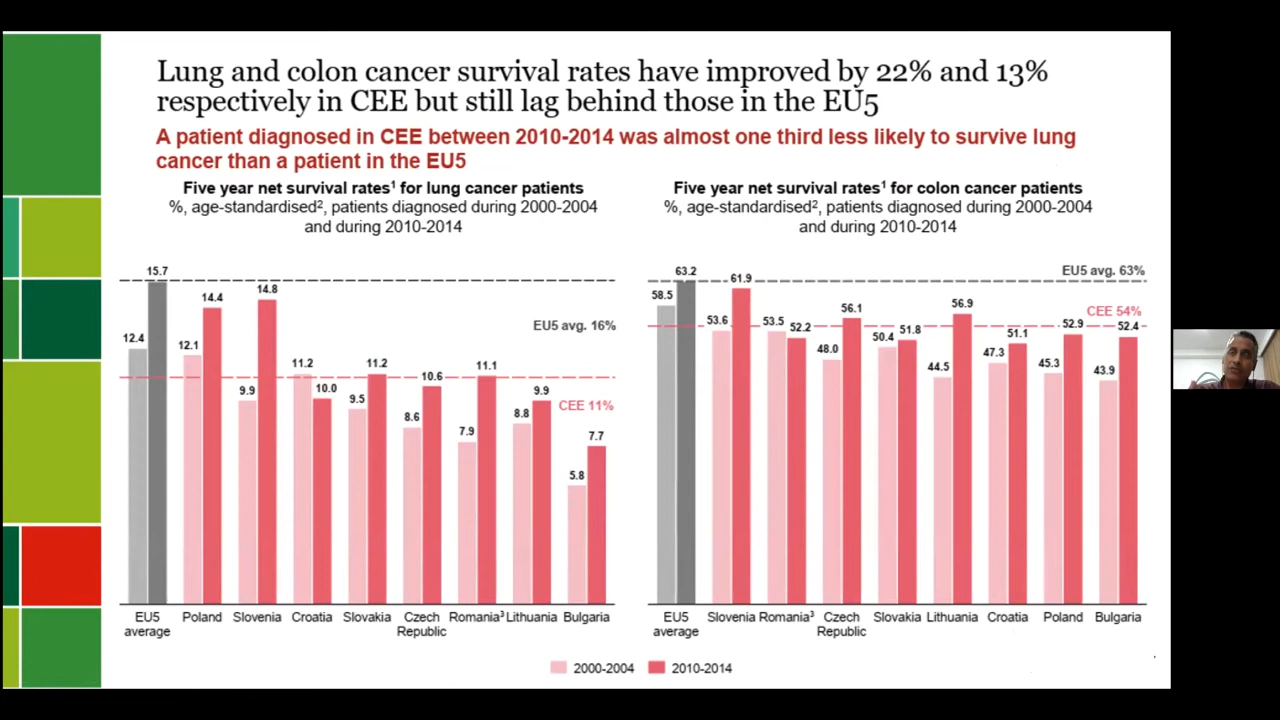 Lung and colon cancer survival rates have improved by 22% and 13%
respectively in CEE but still lag behind those in the EU5
A patient diagnosed in CEE between 2010-2014 was almost one third less likely to survive lung
cancer than a patient in the EU5
Five year net survival rates¹ for lung cancer patients
%, age-standardised², patients diagnosed during 2000-2004
and during 2010-2014
15.7
14.8
14.4
EU5 avg. 16%
12.4
12.1
11.2
11.2
11.1
10.6
10.0
9.9
9.5
9.9
CEE 11%
8.6
8.8
7.9
7.7
5.8
EU5
average
Poland
Slovenia
Croatia
Slovakia
Czech
Republic
Romania³
Lithuania
Bulgaria
Five year net survival rates¹ for colon cancer patients
%, age-standardised², patients diagnosed during 2000-2004
and during 2010-2014
63.2
EU5 avg. 63%
61.9
58.5
56.9
CEE 54%
56.1
53.6
53.5
52.2
51.8
52.9
52.4
50.4
51.1
48.0
47.3
44.5
45.3
43.9
EU5
average
Slovenia
Romania³
Czech
Republic
Slovakia
Lithuania
Croatia
Poland
Bulgaria
2000-2004
2010-2014